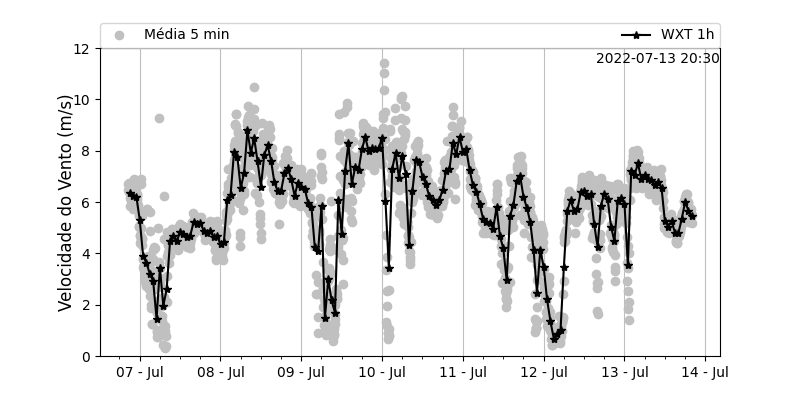 Média 5 min
WXT 1h
2022-07-13 20:30
Velocidade do Vento (m/s)
12
10
8
6
4
2
0
07 - Jul 08 - Jul 09 - Jul 10 - Jul 11 - Jul 12 - Jul 13 - Jul 14 - Jul